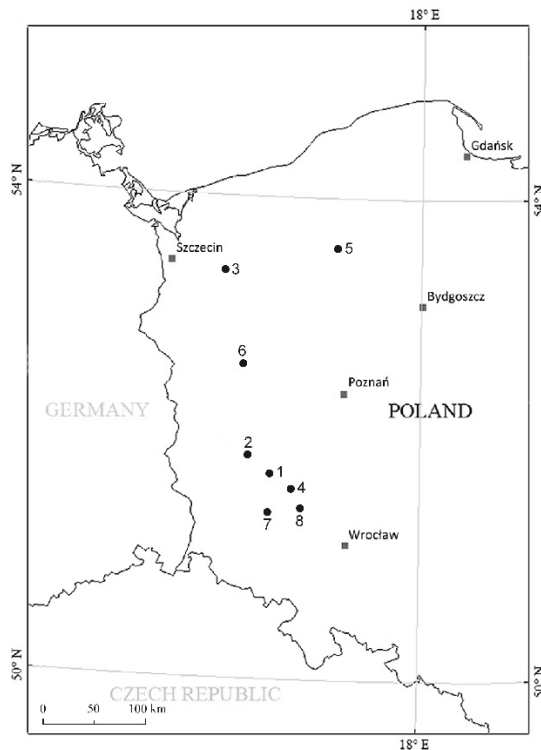 18° E
Gdańsk
54° N
54° N
Szczecin
5
3
Bydgoszcz
6
Poznań
GERMANY
POLAND
2
1
4
7
8
Wrocław
50° N
50° N
CZECH REPUBLIC
0 50 100 km
18° E